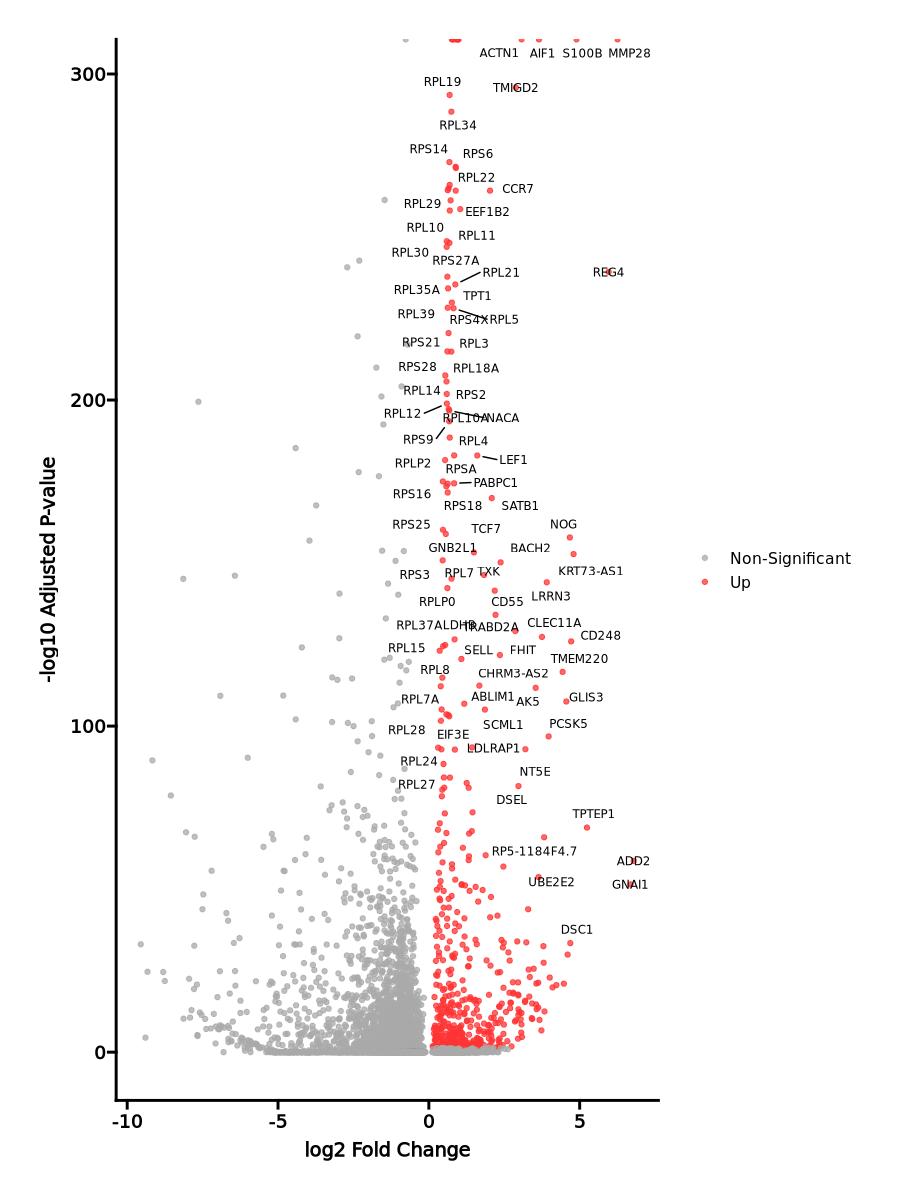 ACTN1 AIF1 S100B MMP28
300
RPL19
TMIGD2
RPL34
RPS14
RPS6
RPL22
CCR7
RPL29
EEF1B2
RPL10
RPL11
RPL30
RPS27A
RPL21
REG4
RPL35A
TPT1
RPL39
RPS4X
RPL5
RPS21
RPL3
RPS28
RPL18A
RPL14
RPS2
200
RPL12
RPL10A
NACA
RPS9
RPL4
RPLP2
LEF1
RPSA
PABPC1
RPS16
RPS18
SATB1
RPS25
TCF7
NOG
GNB2L1
BACH2
RPS3
RPL7
TXK
KRT73-AS1
RPLP0
CD55
LRRN3
RPL37
TRABD2A
CLEC11A
CD248
RPL15
SELL
FHIT
TMEM220
RPL8
CHRM3-AS2
RPL7A
ABLIM1
AK5
GLIS3
100
RPL28
EIF3E
SCML1
PCSK5
LDLRAP1
RPL24
NT5E
RPL27
DSEL
TPTEP1
RP5-1184F4.7
ADD2
UBE2E2
GNAI1
DSC1
0
-10 -5 0 5
log2 Fold Change
-log10 Adjusted P-value
Non-Significant
Up